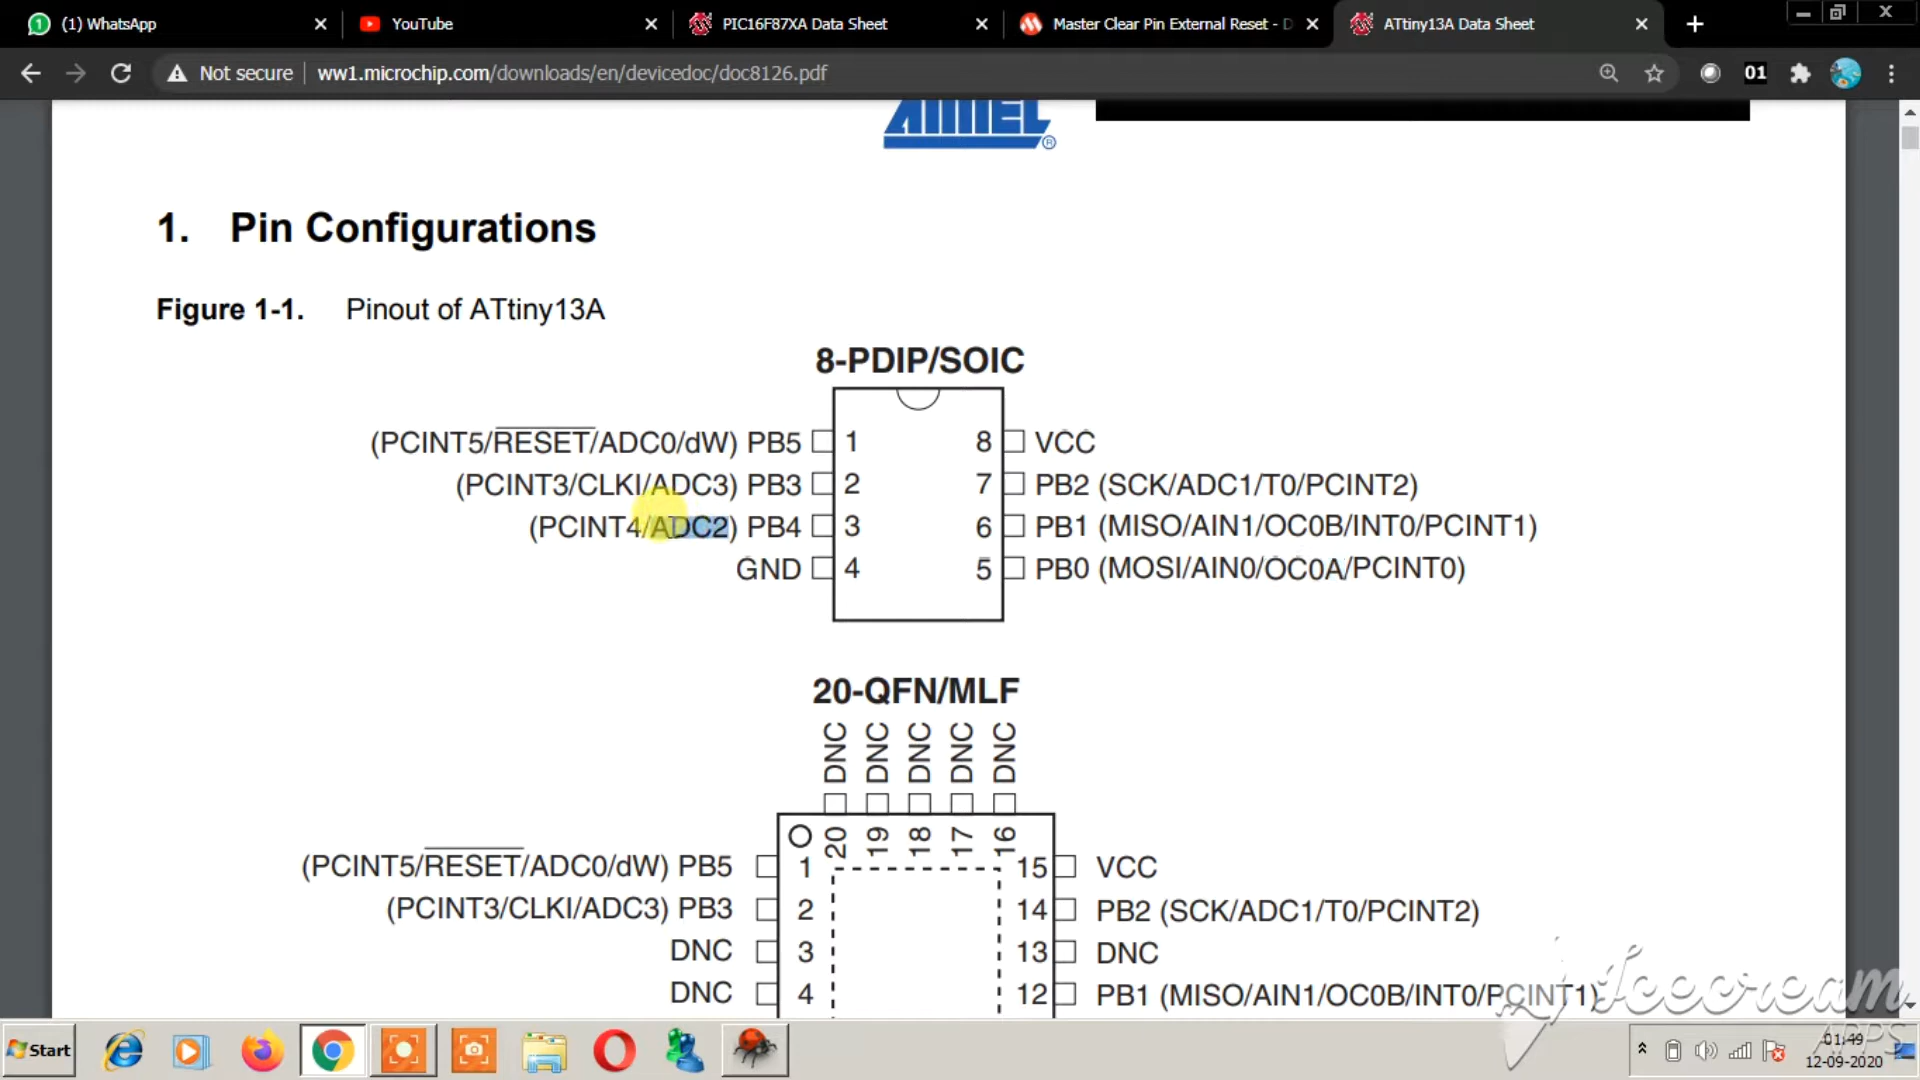 (1) WhatsApp
YouTube
PIC16F87XA Data Sheet
Master Clear Pin External Reset - D
ATtiny13A Data Sheet
Not secure
ww1.microchip.com/downloads/en/devicedoc/doc8126.pdf
01
ATMEL®
1. Pin Configurations
Figure 1-1. Pinout of ATtiny13A
8-PDIP/SOIC
(PCINT5/RESET/ADC0/dW) PB5 1 8 VCC
(PCINT3/CLKI/ADC3) PB3 2 7 PB2 (SCK/ADC1/T0/PCINT2)
(PCINT4/ADC2) PB4 3 6 PB1 (MISO/AIN1/OC0B/INT0/PCINT1)
GND 4 5 PB0 (MOSI/AIN0/OC0A/PCINT0)
20-QFN/MLF
DNC DNC DNC DNC DNC
20 19 18 17 16
(PCINT5/RESET/ADC0/dW) PB5 1 15 VCC
(PCINT3/CLKI/ADC3) PB3 2 14 PB2 (SCK/ADC1/T0/PCINT2)
DNC 3 13 DNC
DNC 4 12 PB1 (MISO/AIN1/OC0B/INT0/PCINT1)
Icecream
APPS
Start
01:49
12-09-2020